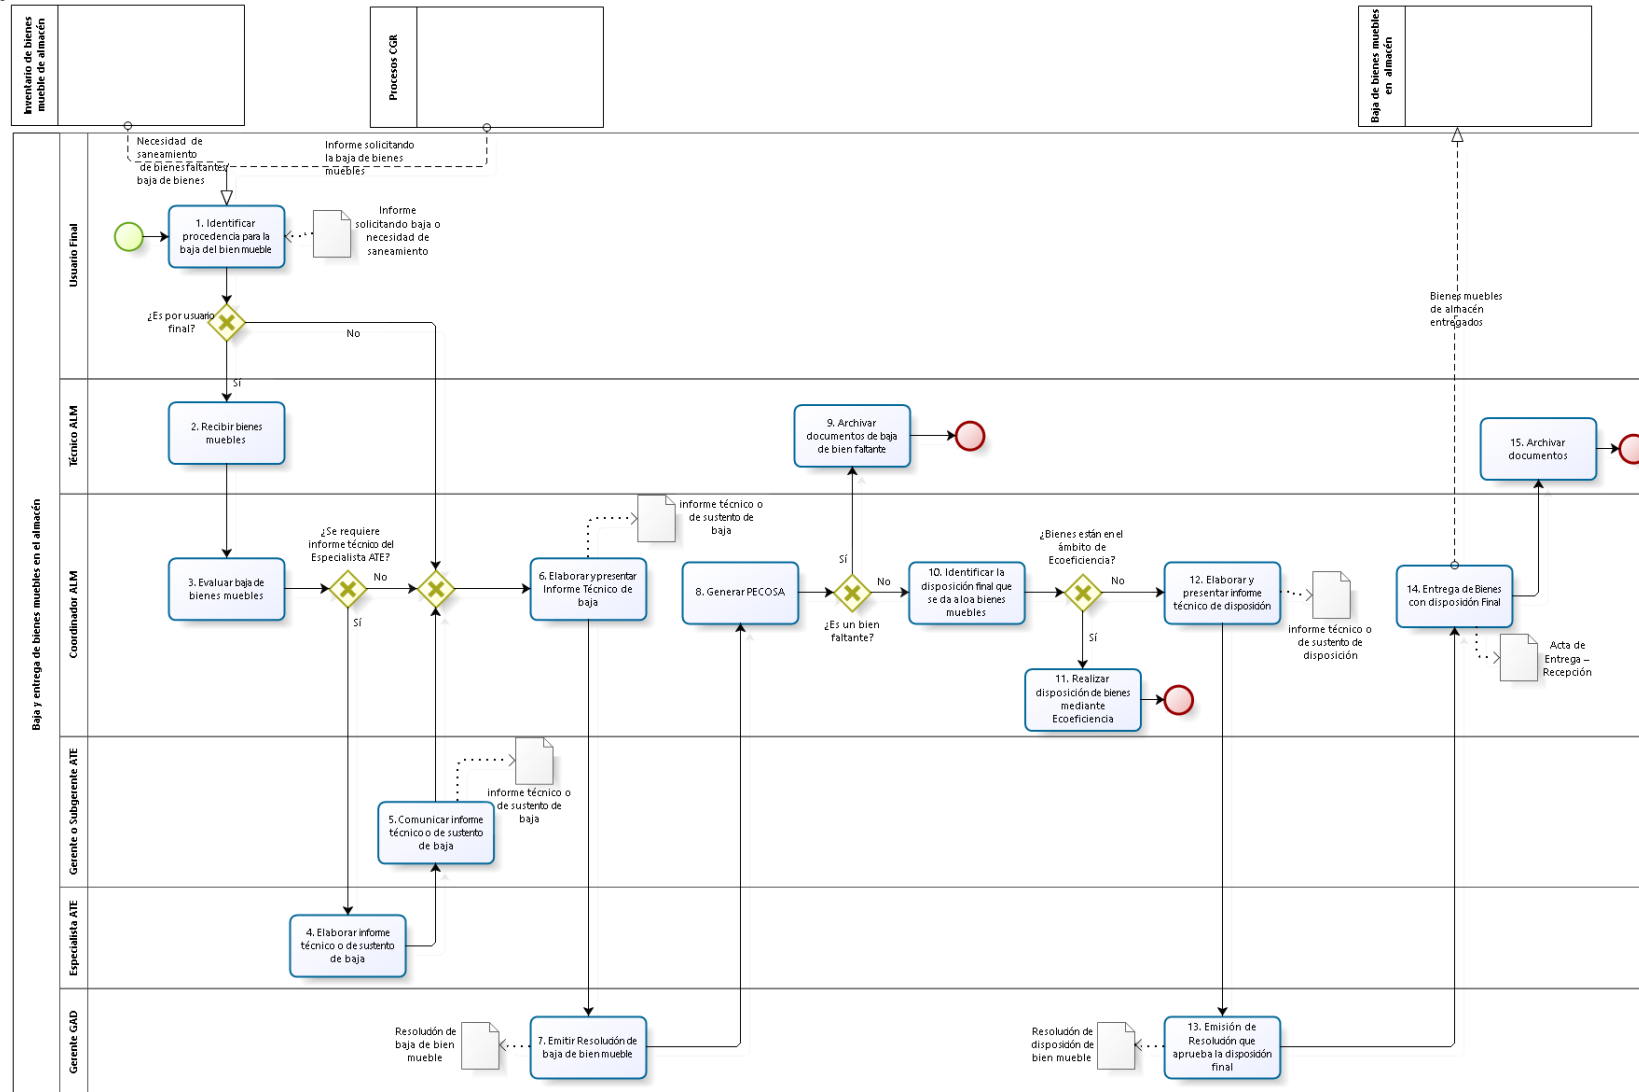 Inventario de bienes
mueble de almacén
Procesos CGR
Baja de bienes muebles
en almacén
Necesidad de
saneamiento
de bienes faltantes/
baja de bienes
Informe solicitando
la baja de bienes
muebles
Baja y entrega de bienes muebles en el almacén
Usuario Final
1. Identificar
procedencia para la
baja del bien mueble
Informe
solicitando baja o
necesidad de
saneamiento
¿Es por usuario
final?
No
Sí
Bienes muebles
de almacén
entregados
Técnico ALM
2. Recibir bienes
muebles
9. Archivar
documentos de baja
de bien faltante
15. Archivar
documentos
Coordinador ALM
3. Evaluar baja de
bienes muebles
¿Se requiere
informe técnico del
Especialista ATE?
No
Sí
6. Elaborar y presentar
Informe Técnico de
baja
informe técnico o
de sustento de
baja
8. Generar PECOSA
Sí
No
¿Es un bien
faltante?
10. Identificar la
disposición final que
se da a loa bienes
muebles
¿Bienes están en el
ámbito de
Ecoeficiencia?
No
Sí
11. Realizar
disposición de bienes
mediante
Ecoeficiencia
12. Elaborar y
presentar informe
técnico de disposición
informe técnico o
de sustento de
disposición
14. Entrega de Bienes
con disposición Final
Acta de
Entrega –
Recepción
Gerente o Subgerente ATE
5. Comunicar informe
técnico o de sustento
de baja
informe técnico o
de sustento de
baja
Especialista ATE
4. Elaborar informe
técnico o de sustento
de baja
Gerente GAD
Resolución de
baja de bien
mueble
7. Emitir Resolución de
baja de bien mueble
Resolución de
disposición de
bien mueble
13. Emisión de
Resolución que
aprueba la disposición
final